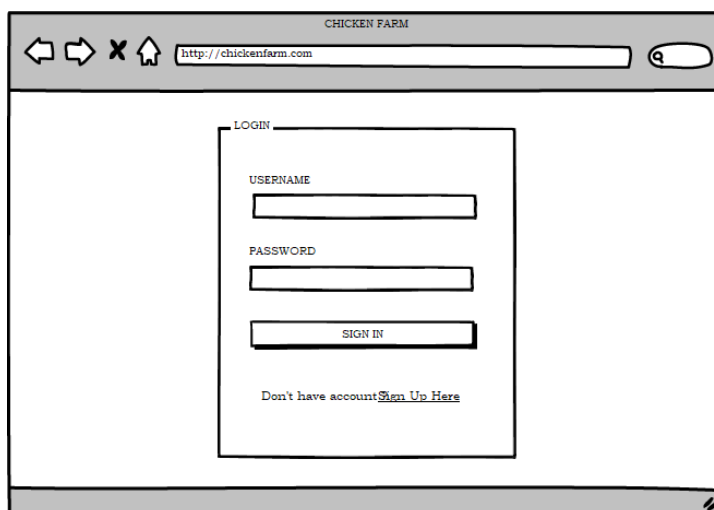 CHICKEN FARM
http://chickenfarm.com
LOGIN
USERNAME
PASSWORD
SIGN IN
Don't have account? Sign Up Here